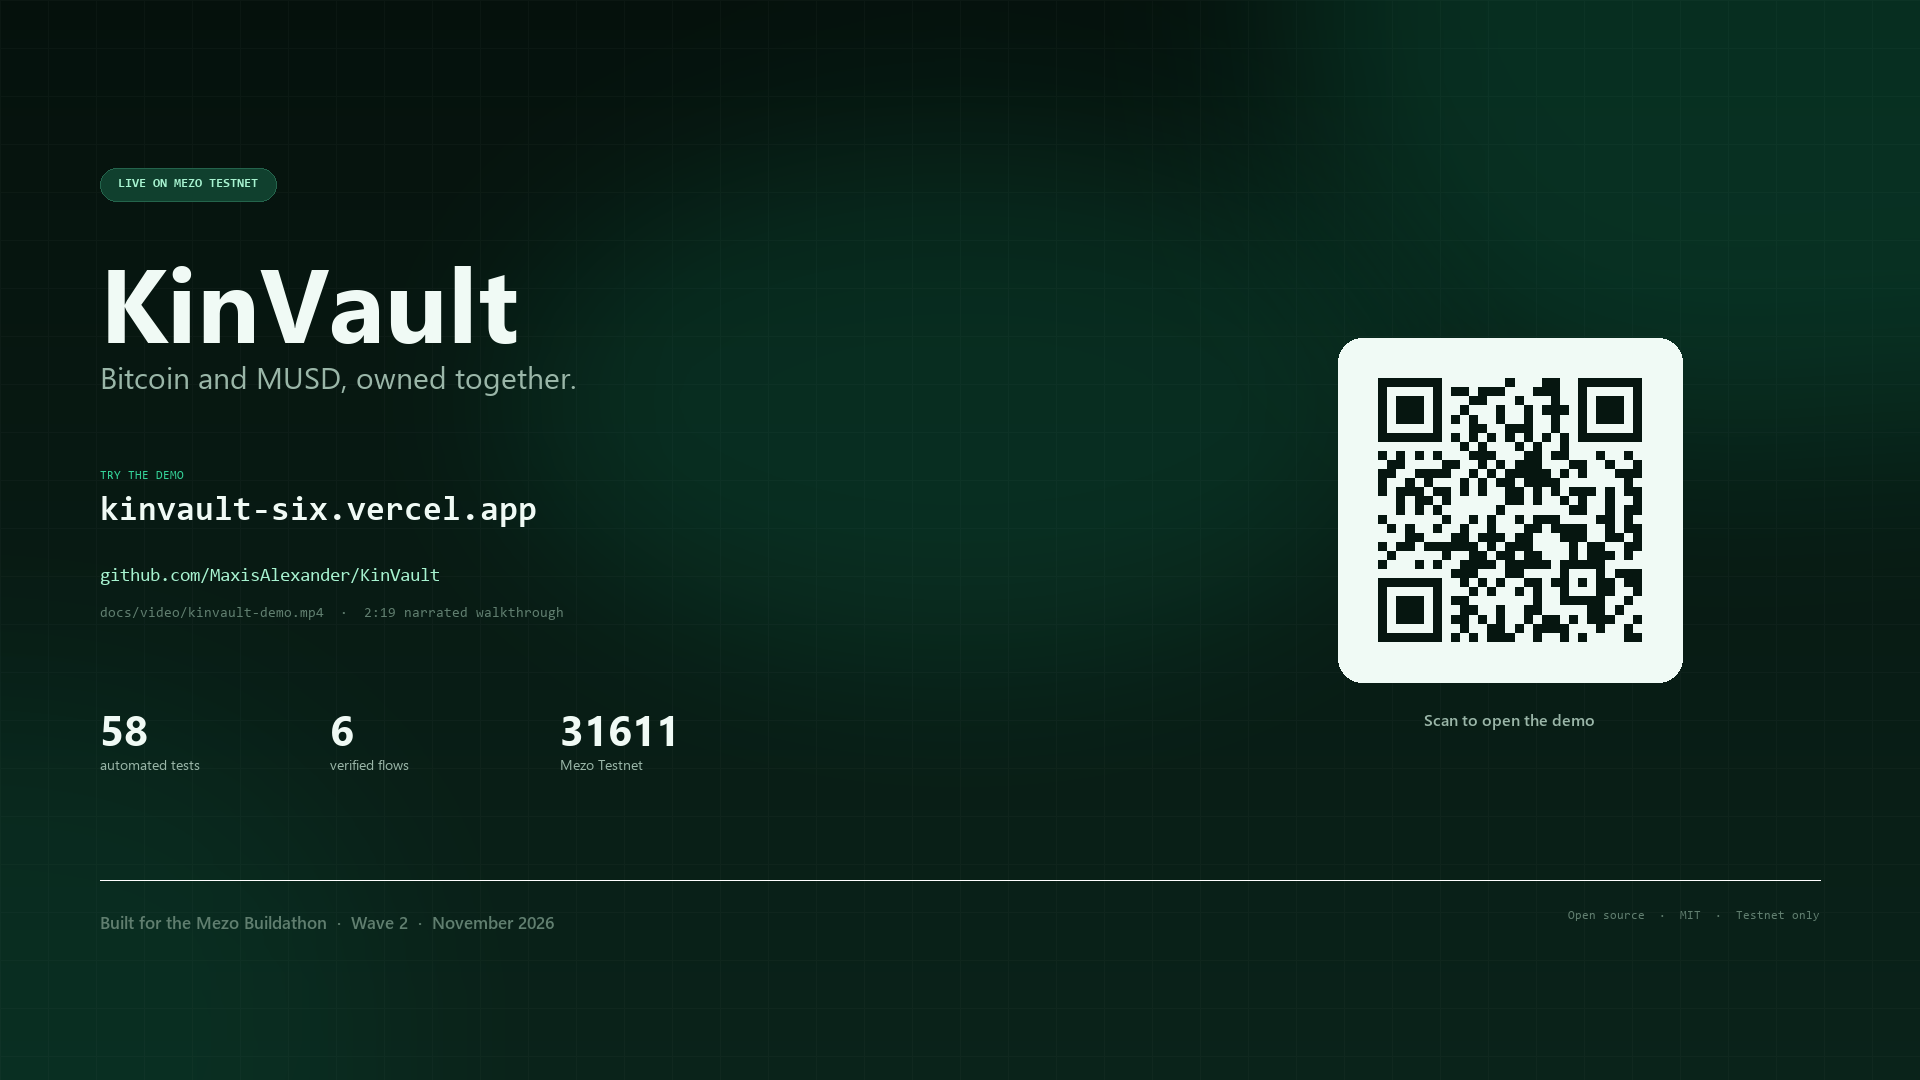 LIVE ON MEZO TESTNET
KinVault
Bitcoin and MUSD, owned together.
TRY THE DEMO
kinvault-six.vercel.app
github.com/MaxisAlexander/KinVault
docs/video/kinvault-demo.mp4 · 2:19 narrated walkthrough
58
automated tests
6
verified flows
31611
Mezo Testnet
Scan to open the demo
Built for the Mezo Buildathon · Wave 2 · November 2026
Open source · MIT · Testnet only